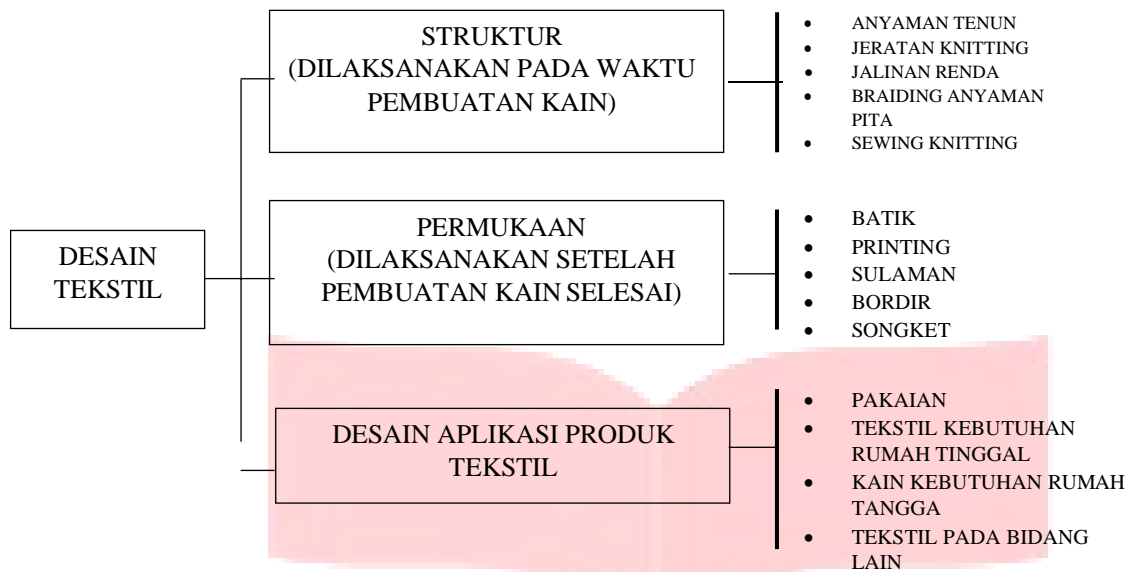 DESAIN
TEKSTIL
STRUKTUR
(DILAKSANAKAN PADA WAKTU
PEMBUATAN KAIN)
• ANYAMAN TENUN
• JERATAN KNITTING
• JALINAN RENDA
• BRAIDING ANYAMAN
PITA
• SEWING KNITTING
PERMUKAAN
(DILAKSANAKAN SETELAH
PEMBUATAN KAIN SELESAI)
• BATIK
• PRINTING
• SULAMAN
• BORDIR
• SONGKET
DESAIN APLIKASI PRODUK
TEKSTIL
• PAKAIAN
• TEKSTIL KEBUTUHAN
RUMAH TINGGAL
• KAIN KEBUTUHAN RUMAH
TANGGA
• TEKSTIL PADA BIDANG
LAIN